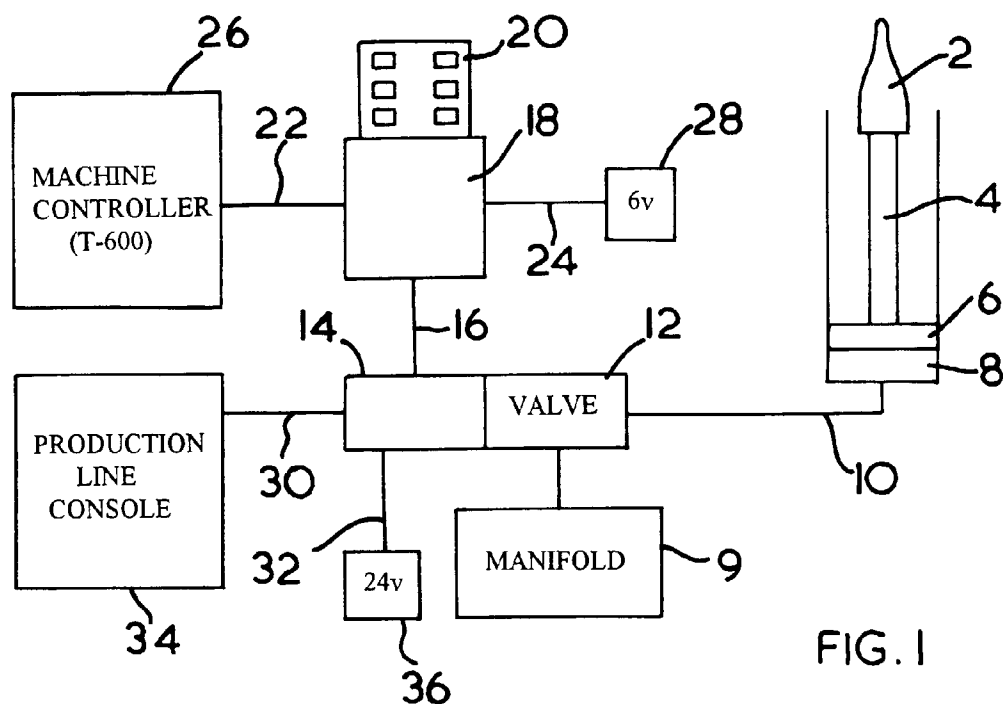 26
20
2
22
18
28
MACHINE
CONTROLLER
(T-600)
6v
4
24
16
14
12
6
8
VALVE
PRODUCTION
LINE
CONSOLE
30
10
32
MANIFOLD
9
24v
34
36
FIG. 1